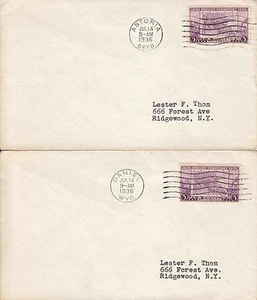 ASTORIA
JUL 14
9-AM
1936
OREG.
Lester F. Thom
666 Forest Ave
Ridgewood, N.Y.
DANIEL
JUL 14
9-AM
1936
WYO.
Lester F. Thom
666 Forest Ave.
Ridgewood, N.Y.